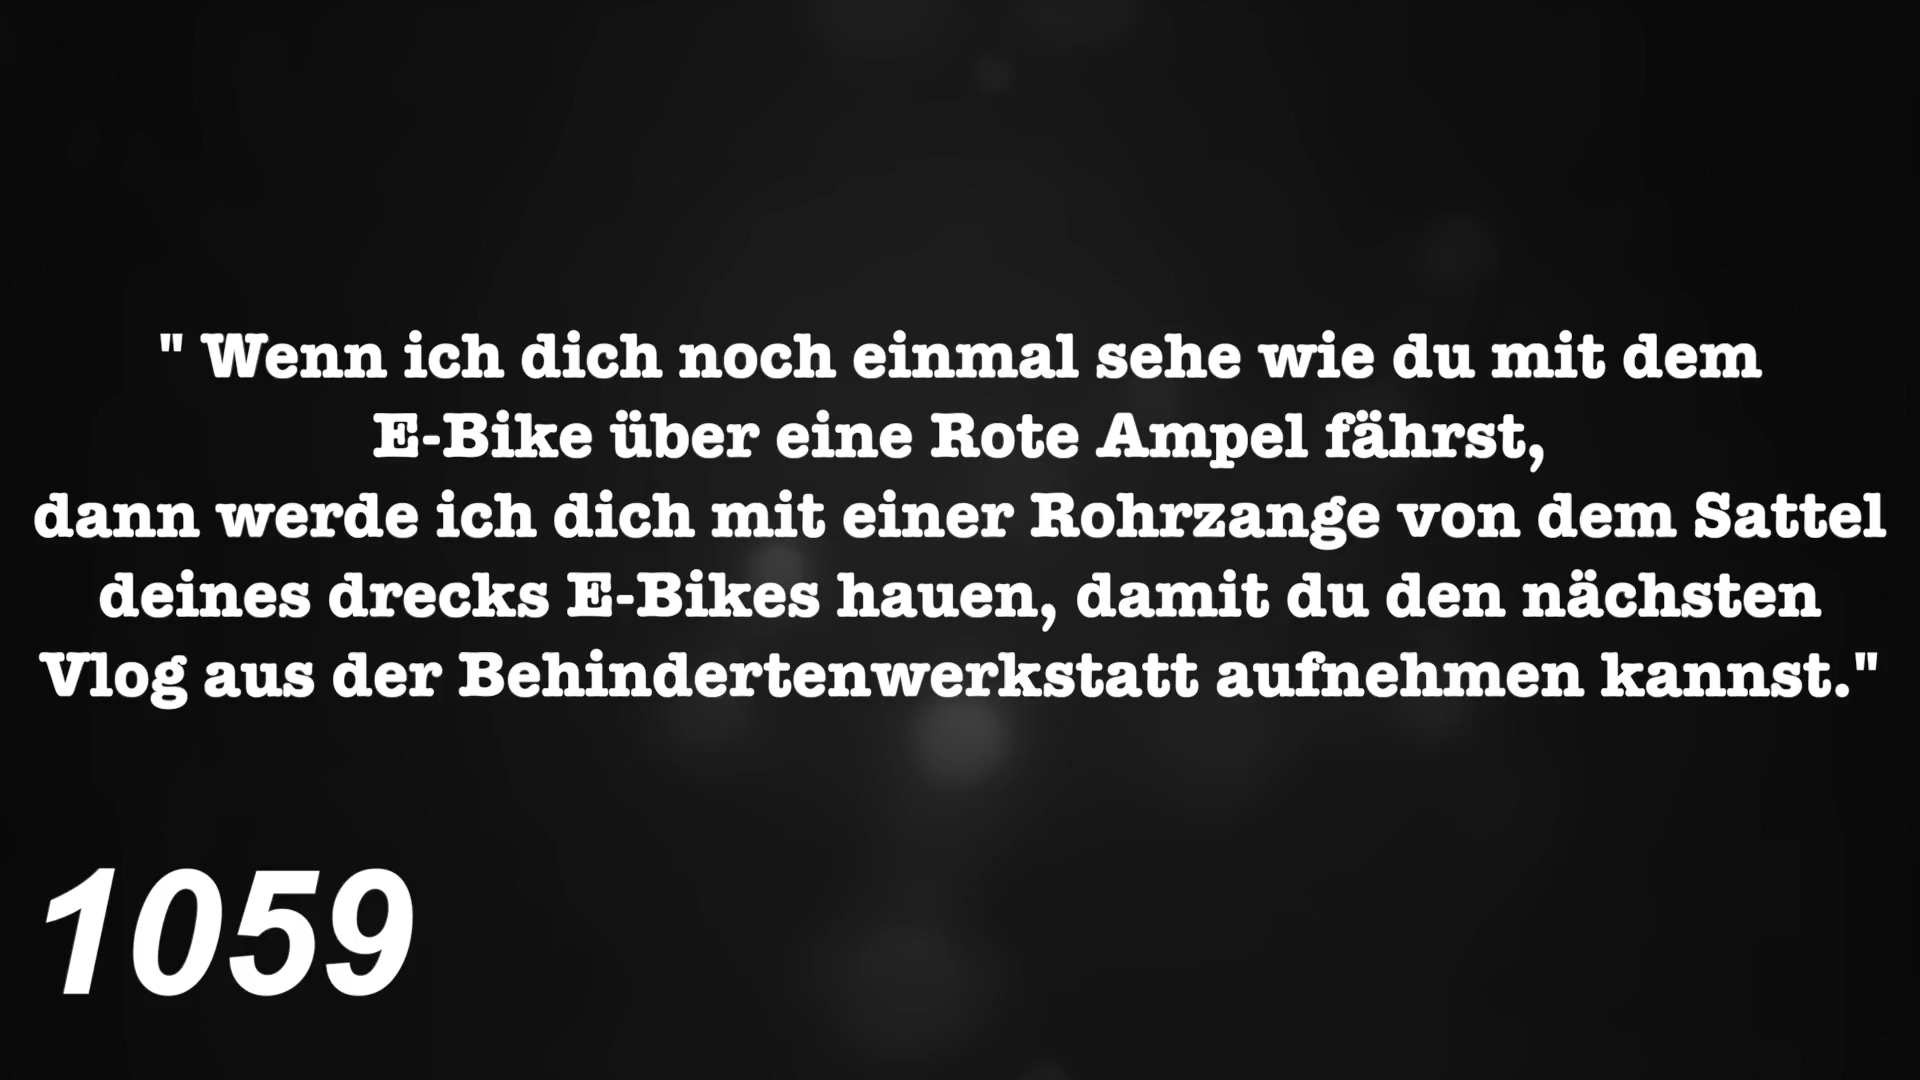 " Wenn ich dich noch einmal sehe wie du mit dem
E-Bike über eine Rote Ampel fährst,
dann werde ich dich mit einer Rohrzange von dem Sattel
deines drecks E-Bikes hauen, damit du den nächsten
Vlog aus der Behindertenwerkstatt aufnehmen kannst."
1059